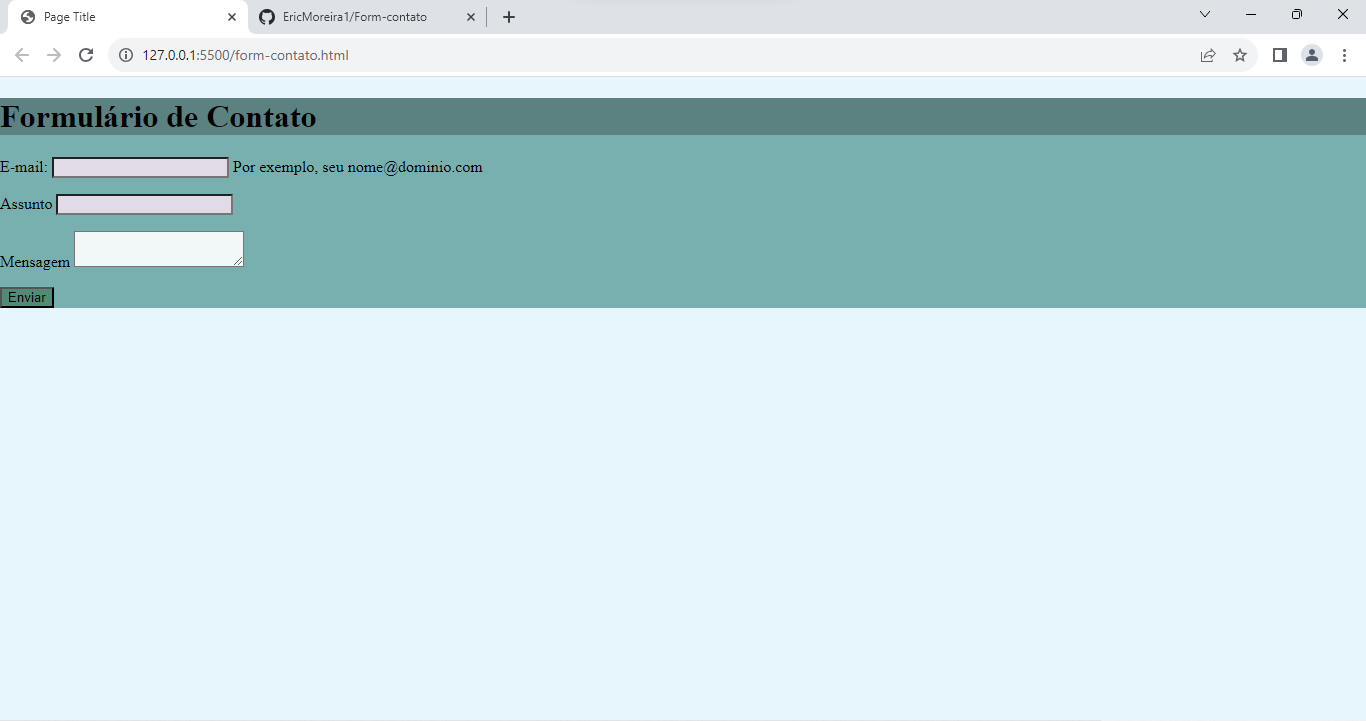 Page Title
EricMoreira1/Form-contato
127.0.0.1:5500/form-contato.html
Formulário de Contato
E-mail: Por exemplo, seu nome@dominio.com
Assunto
Mensagem
Enviar